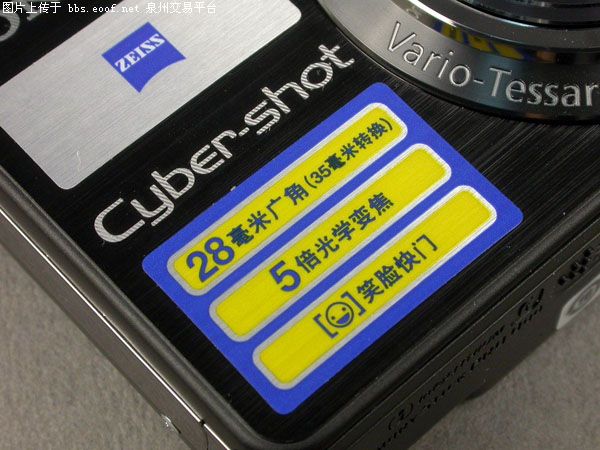 图片上传于 bbs.eoof.net 泉州交易平台
ZEISS
Vario-Tessar
Cyber-shot
28毫米广角(35毫米转换)
5倍光学变焦
[☺]笑脸快门